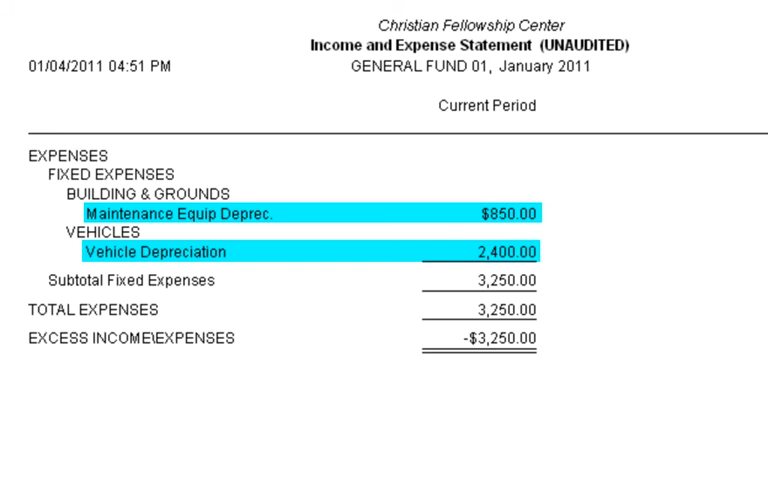 Christian Fellowship Center
Income and Expense Statement (UNAUDITED)
01/04/2011 04:51 PM GENERAL FUND 01, January 2011
Current Period
EXPENSES
FIXED EXPENSES
BUILDING & GROUNDS
Maintenance Equip Deprec. $850.00
VEHICLES
Vehicle Depreciation 2,400.00
Subtotal Fixed Expenses 3,250.00
TOTAL EXPENSES 3,250.00
EXCESS INCOME\EXPENSES -$3,250.00